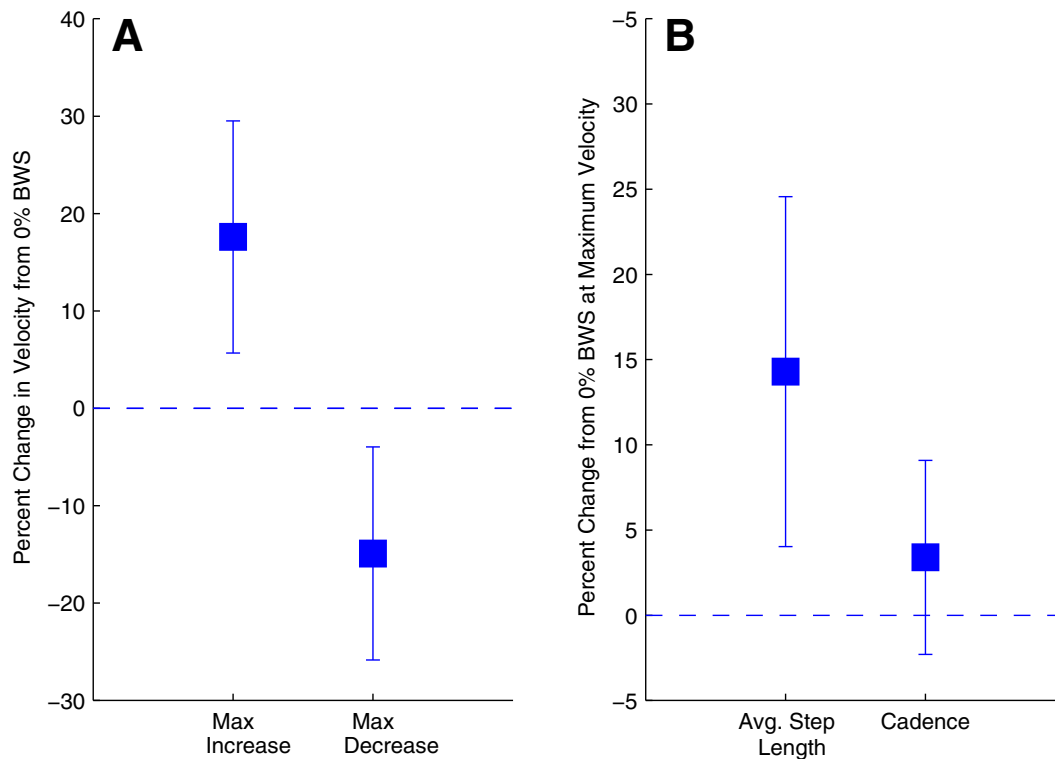 A
Percent Change in Velocity from 0% BWS
40
30
20
10
0
−10
−20
−30
Max
Increase
Max
Decrease
B
Percent Change from 0% BWS at Maximum Velocity
−5
30
25
20
15
10
5
0
−5
Avg. Step
Length
Cadence